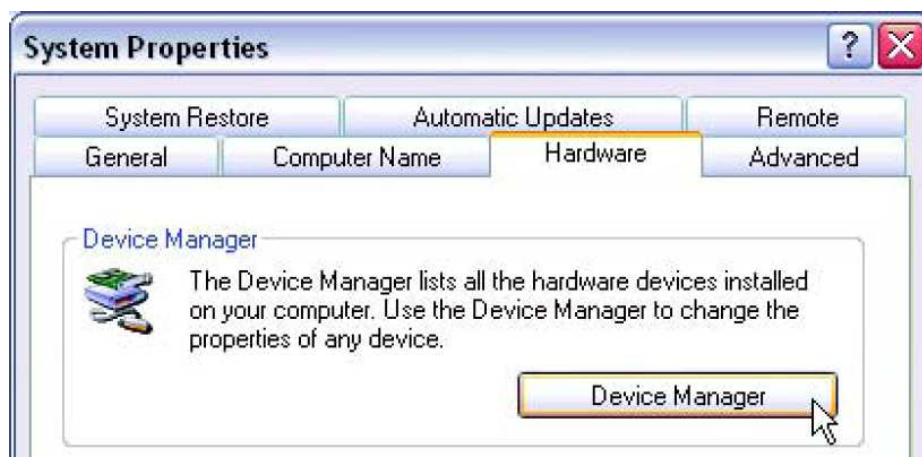 System Properties
System Restore
Automatic Updates
Remote
General
Computer Name
Hardware
Advanced
Device Manager
The Device Manager lists all the hardware devices installed
on your computer. Use the Device Manager to change the
properties of any device.
Device Manager